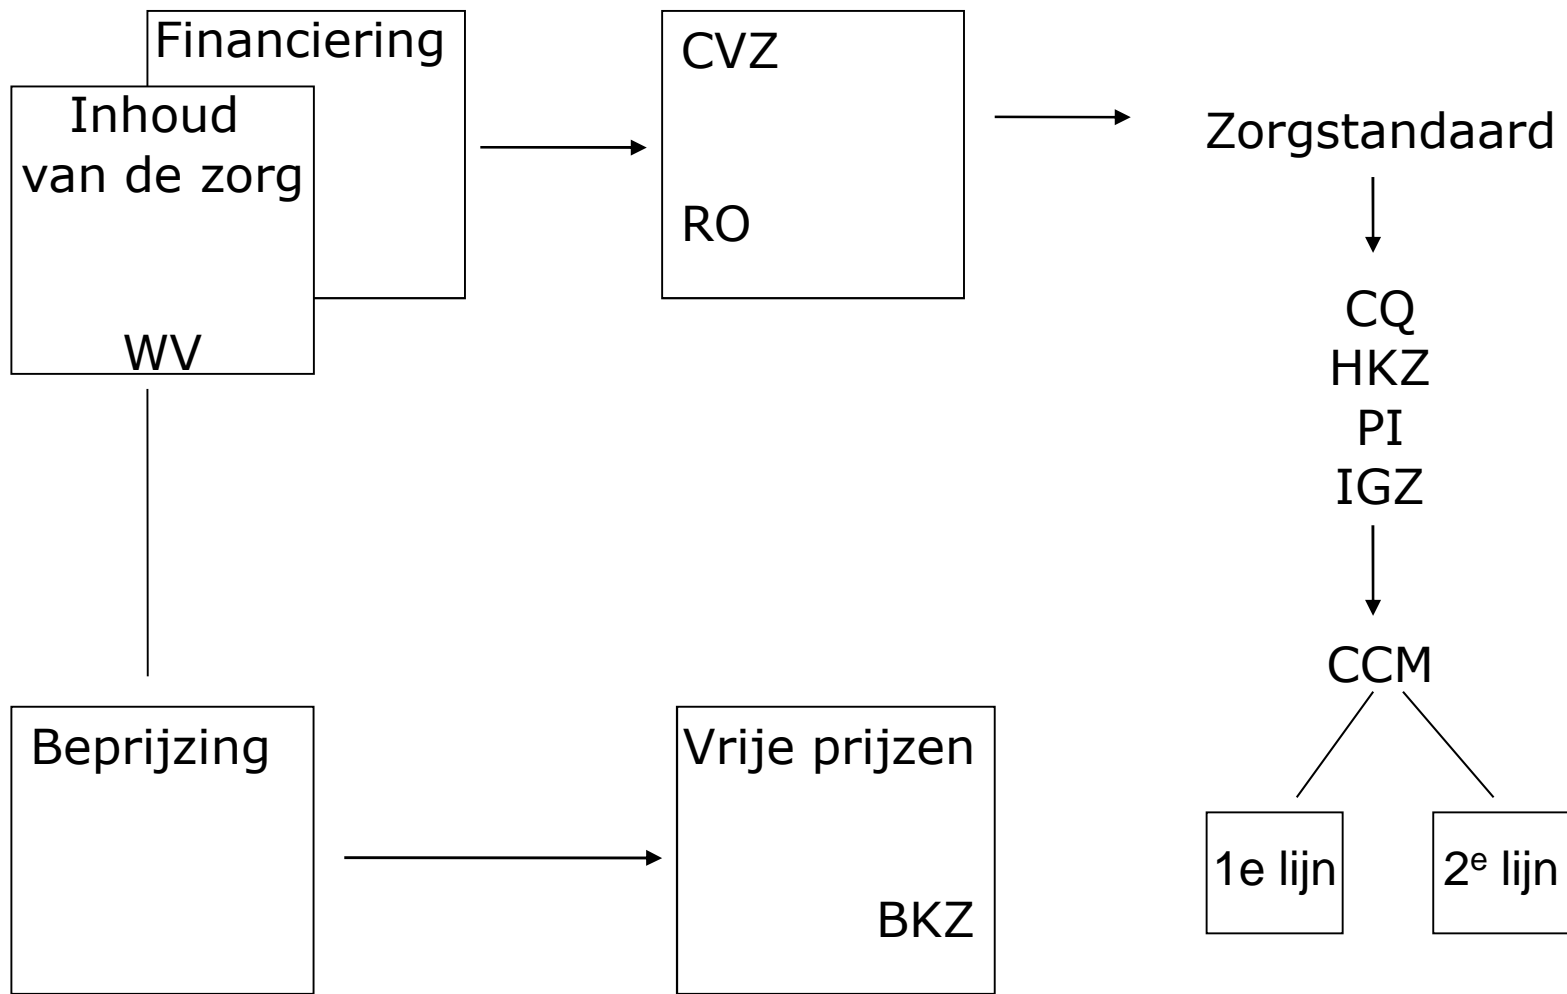 Financiering
Inhoud
van de zorg
WV
CVZ
RO
Zorgstandaard
CQ
HKZ
PI
IGZ
CCM
1e lijn
2ᵉ lijn
Beprijzing
Vrije prijzen
BKZ